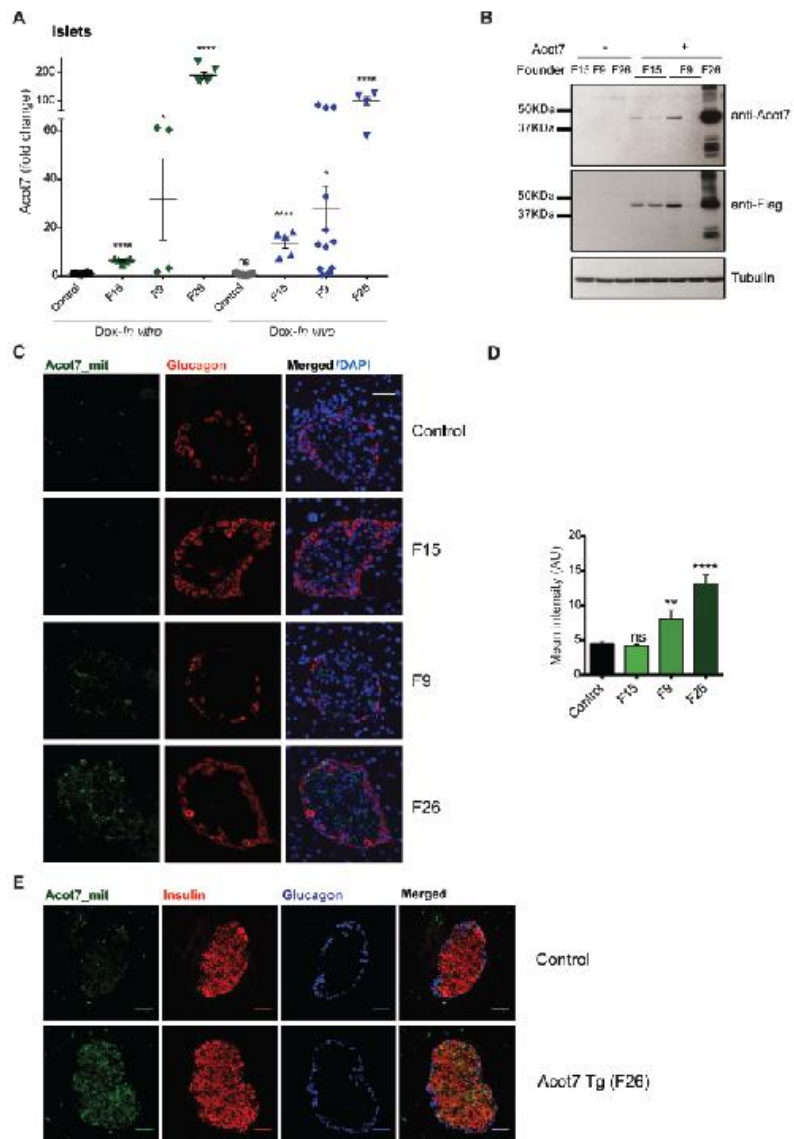 A
Islets
Acot7 (fold change)
200
100
60
40
20
0
****
*
****
ns
****
*
****
Control
F15
F9
F26
Control
F15
F9
F26
Dox-In vitro
Dox-In vivo
B
Acot7 - +
Founder F15 F9 F26 F15 F9 F26
50KDa
37KDa
anti-Acot7
50KDa
37KDa
anti-Flag
Tubulin
C
Acot7_mit Glucagon Merged/DAPI
Control
F15
F9
F26
D
Mean intensity (AU)
20
15
10
5
0
ns
**
****
Control
F15
F9
F26
E
Acot7_mit Insulin Glucagon Merged
Control
Acot7 Tg (F26)